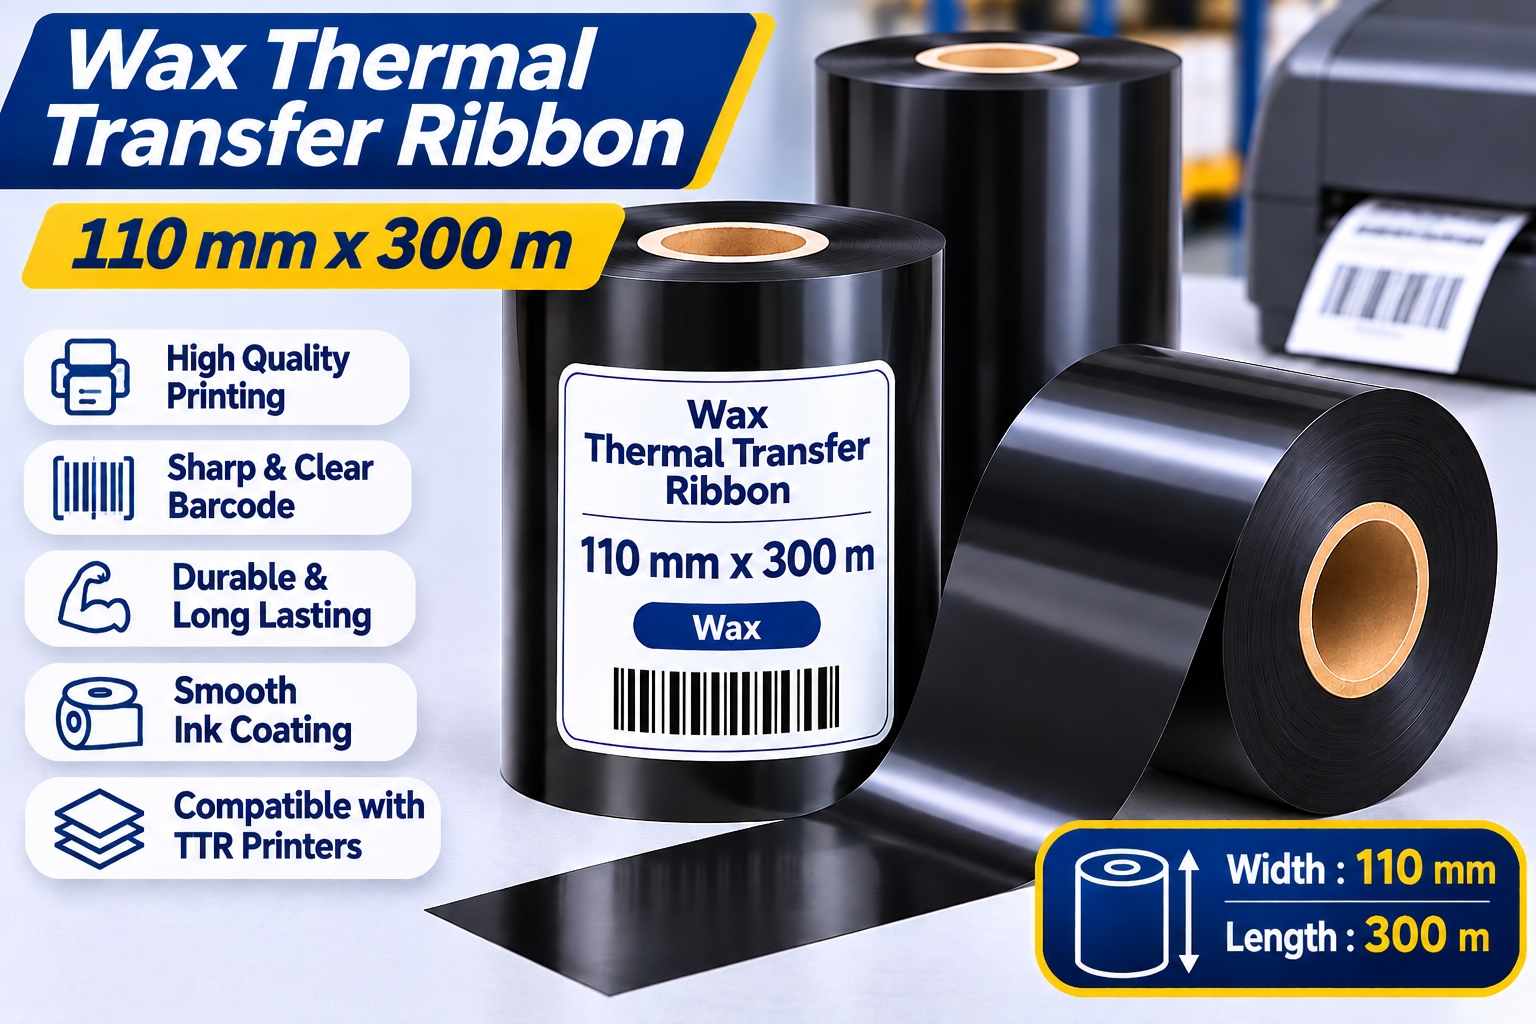 Wax Thermal
Transfer Ribbon
110 mm x 300 m
High Quality
Printing
Sharp & Clear
Barcode
Durable &
Long Lasting
Smooth
Ink Coating
Compatible with
TTR Printers
Wax
Thermal Transfer
Ribbon
110 mm x 300 m
Wax
Width : 110 mm
Length : 300 m